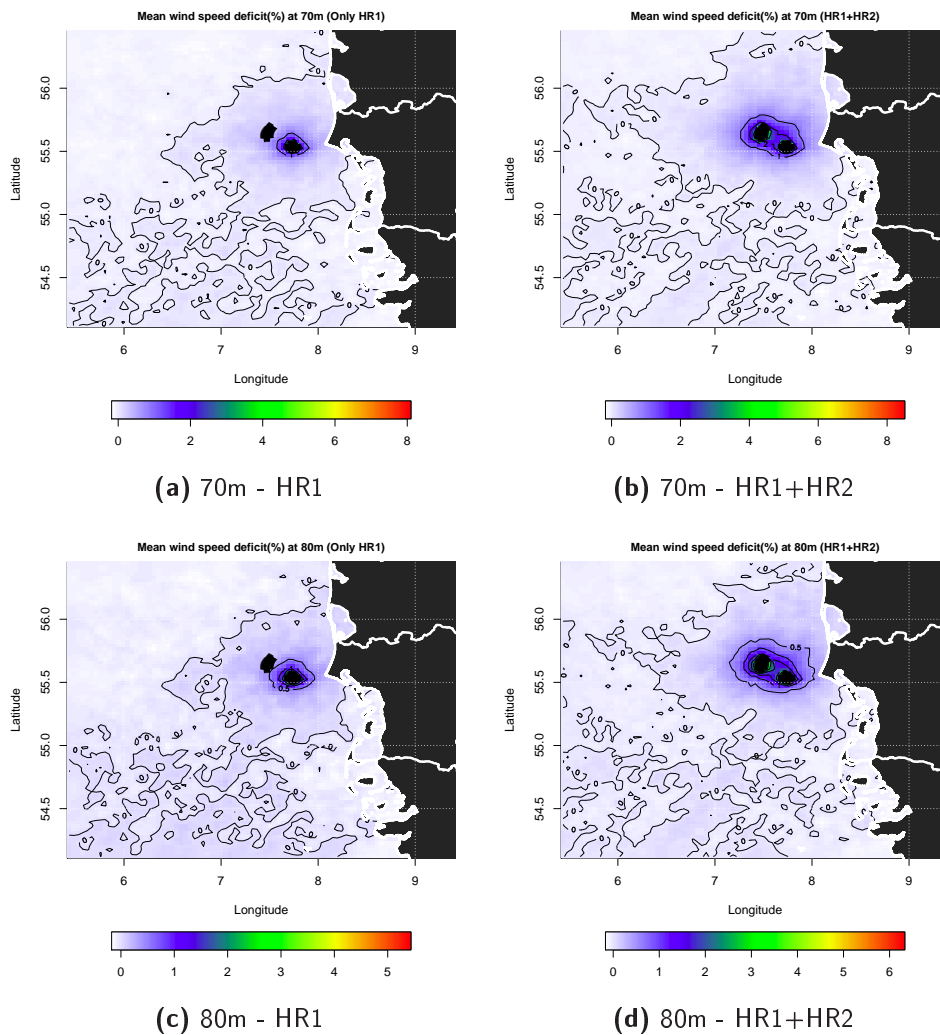 Mean wind speed deficit(%) at 70m (Only HR1)
Latitude
54.5 55.0 55.5 56.0
6 7 8 9
Longitude
0 2 4 6 8
(a) 70m - HR1
Mean wind speed deficit(%) at 70m (HR1+HR2)
Latitude
54.5 55.0 55.5 56.0
6 7 8 9
Longitude
0 2 4 6 8
(b) 70m - HR1+HR2
Mean wind speed deficit(%) at 80m (Only HR1)
Latitude
54.5 55.0 55.5 56.0
0.5
6 7 8 9
Longitude
0 1 2 3 4 5
(c) 80m - HR1
Mean wind speed deficit(%) at 80m (HR1+HR2)
Latitude
54.5 55.0 55.5 56.0
0.5
6 7 8 9
Longitude
0 1 2 3 4 5 6
(d) 80m - HR1+HR2